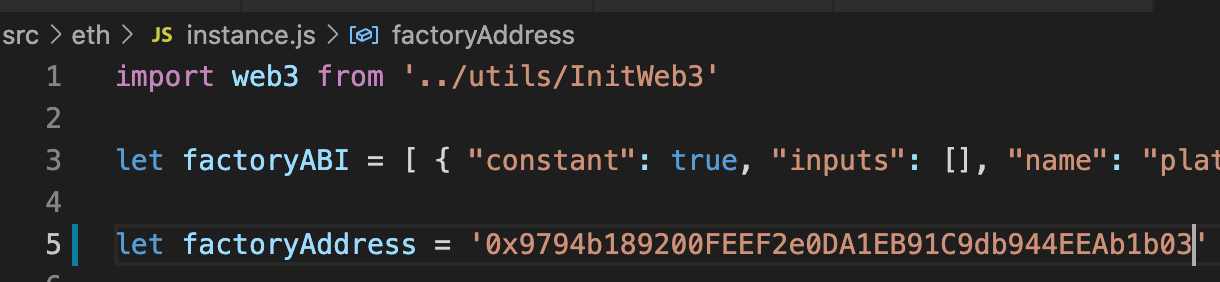 src > eth > JS instance.js > factoryAddress
1 import web3 from '../utils/InitWeb3'
2
3 let factoryABI = [ { "constant": true, "inputs": [], "name": "plat
4
5 let factoryAddress = '0x9794b189200FEEF2e0DA1EB91C9db944EEAb1b03'